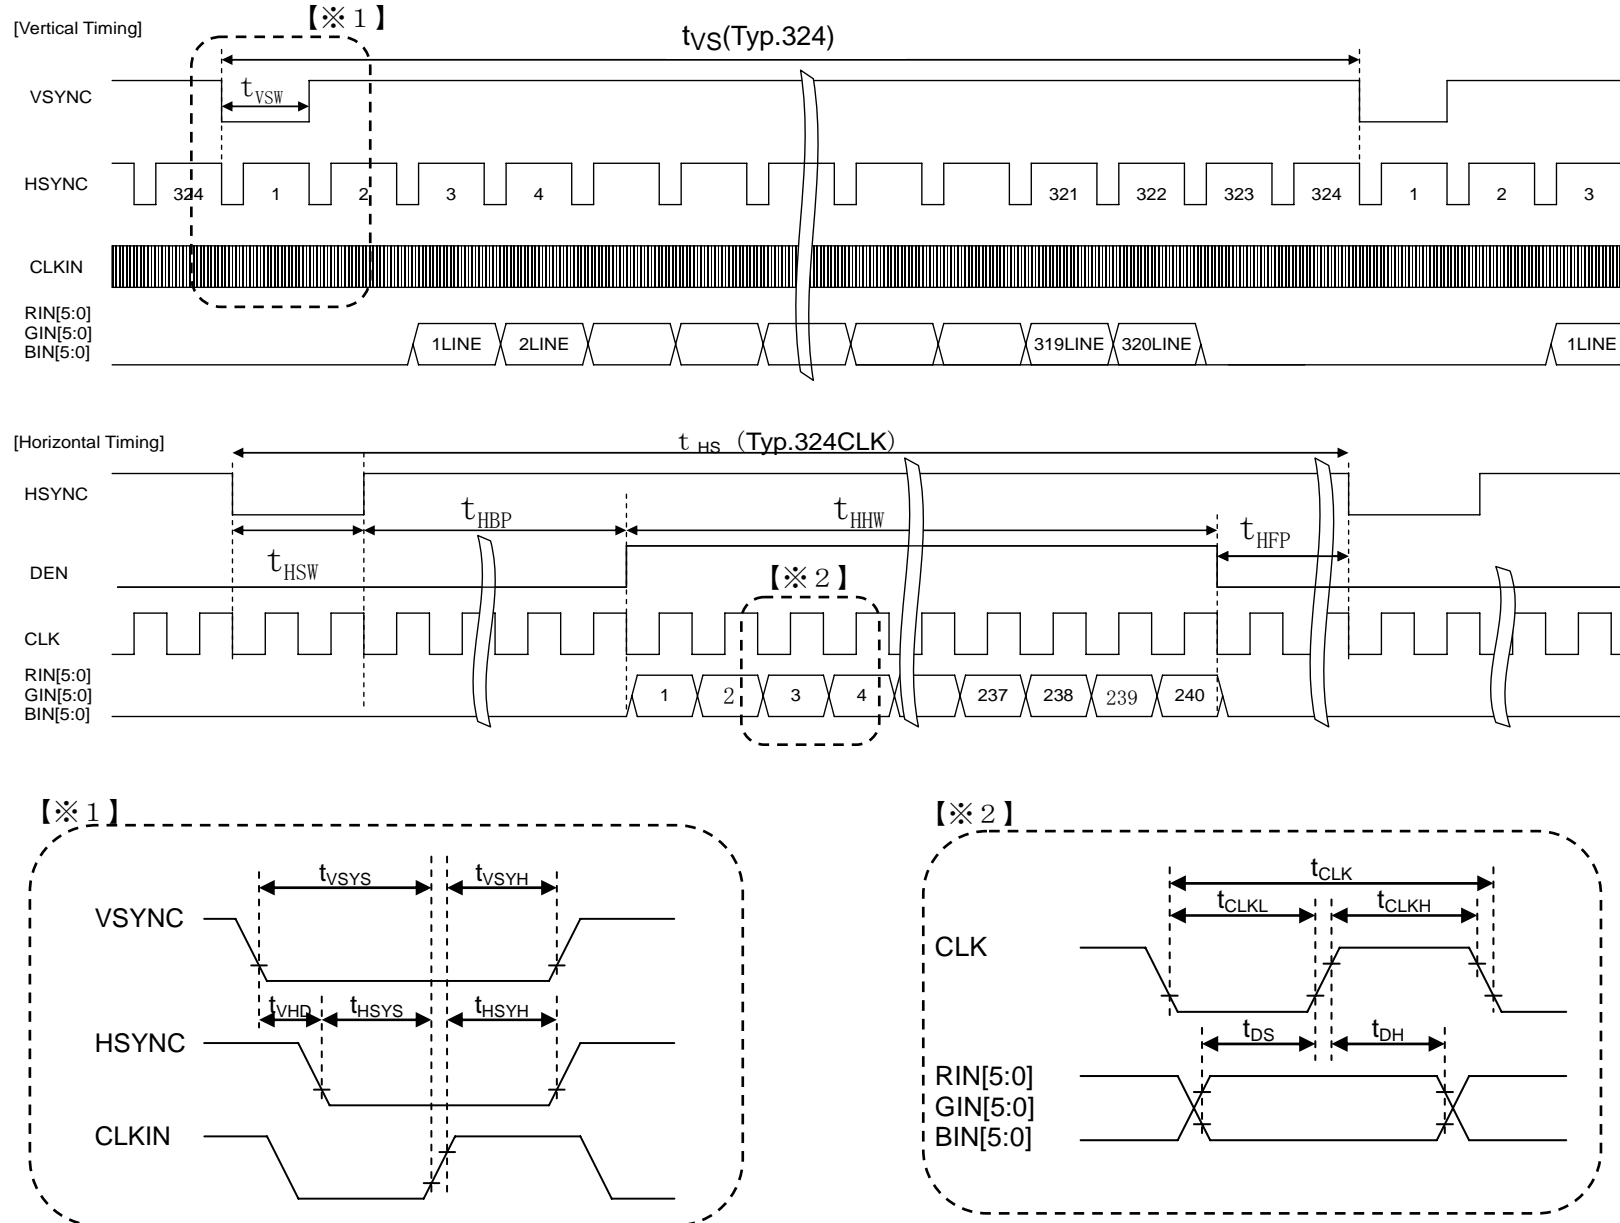 [Vertical Timing]
【※１】
tVS(Typ.324)
VSYNC
tVSW
HSYNC
324 1 2 3 4 321 322 323 324 1 2 3
CLKIN
RIN[5:0]
GIN[5:0]
BIN[5:0]
1LINE 2LINE 319LINE 320LINE 1LINE
[Horizontal Timing]
t HS（Typ.324CLK）
HSYNC
tHBP tHHW tHFP
tHSW
DEN
【※２】
CLK
RIN[5:0]
GIN[5:0]
BIN[5:0]
1 2 3 4 237 238 239 240
【※１】
tVSYS tVSYH
VSYNC
tVHD tHSYS tHSYH
HSYNC
CLKIN
【※２】
tCLK
tCLKL tCLKH
CLK
tDS tDH
RIN[5:0]
GIN[5:0]
BIN[5:0]